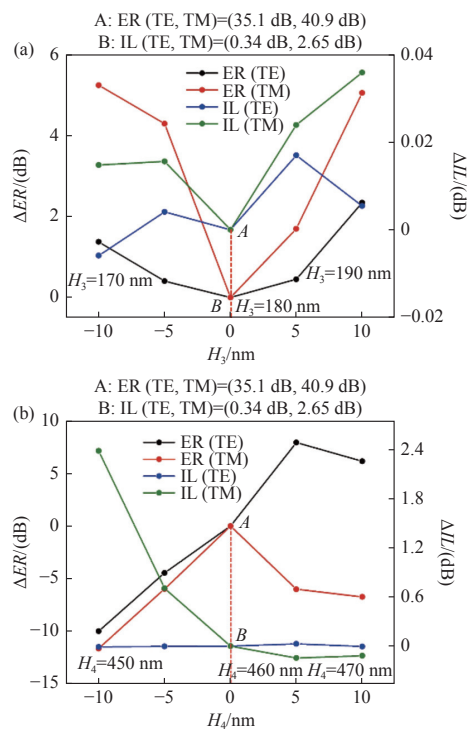 A: ER (TE, TM)=(35.1 dB, 40.9 dB)
B: IL (TE, TM)=(0.34 dB, 2.65 dB)
(a)
6
4
2
0
ΔER/(dB)
ER (TE)
ER (TM)
IL (TE)
IL (TM)
A
B
H3=170 nm
H3=180 nm
H3=190 nm
0.04
0.02
0
−0.02
ΔIL/(dB)
−10 −5 0 5 10
H3/nm
A: ER (TE, TM)=(35.1 dB, 40.9 dB)
B: IL (TE, TM)=(0.34 dB, 2.65 dB)
(b)
10
5
0
−5
−10
−15
ΔER/(dB)
ER (TE)
ER (TM)
IL (TE)
IL (TM)
A
B
H4=450 nm
H4=460 nm
H4=470 nm
2.4
1.8
1.2
0.6
0
ΔIL/(dB)
−10 −5 0 5 10
H4/nm